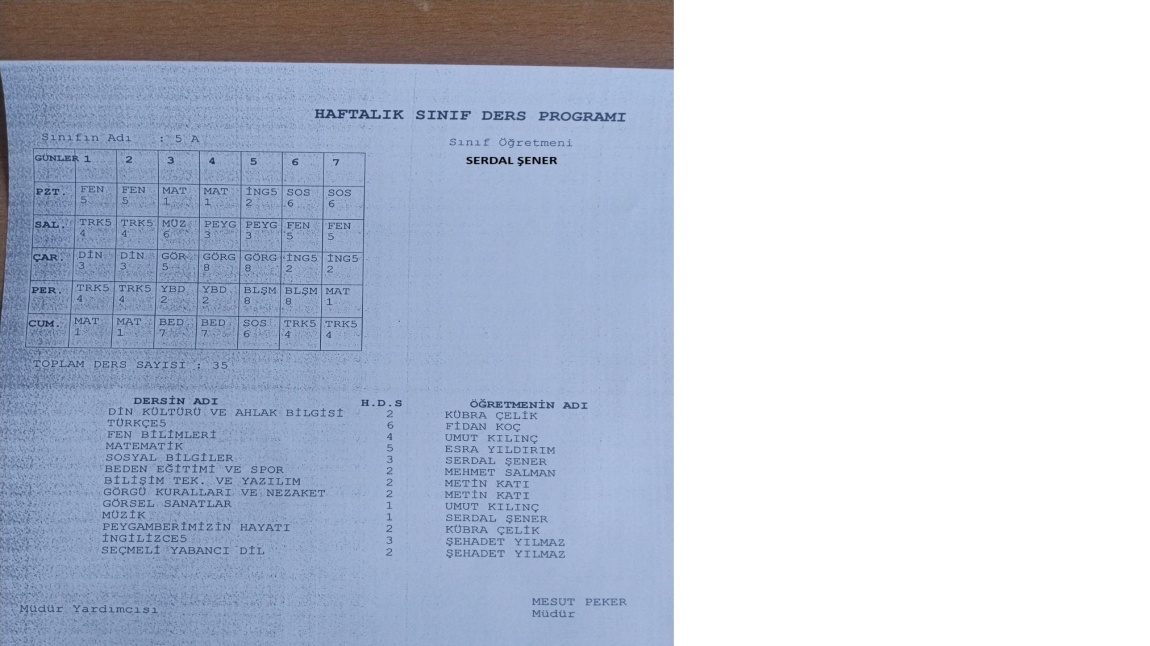 HAFTALIK SINIF DERS PROGRAMI
Sınıfın Adı : 5 A
Sınıf Öğretmeni
SERDAL ŞENER
GÜNLER 1 2 3 4 5 6 7
PZT. FEN 5 FEN 5 MAT 1 MAT 1 İNG5 2 SOS 6 SOS 6
SAL. TRK5 4 TRK5 4 MÜZ 6 PEYG 3 PEYG 3 FEN 5 FEN 5
ÇAR. DİN 3 DİN 3 GÖR 5 GÖRG 8 GÖRG 8 İNG5 2 İNG5 2
PER. TRK5 4 TRK5 4 YBD 2 YBD 2 BLŞM 8 BLŞM 8 MAT 1
CUM. MAT 1 MAT 1 BED 7 BED 7 SOS 6 TRK5 4 TRK5 4
TOPLAM DERS SAYISI : 35
DERSİN ADI H.D.S ÖĞRETMENİN ADI
DİN KÜLTÜRÜ VE AHLAK BİLGİSİ 2 KÜBRA ÇELİK
TÜRKÇE5 6 FİDAN KOÇ
FEN BİLİMLERİ 4 UMUT KILINÇ
MATEMATİK 5 ESRA YILDIRIM
SOSYAL BİLGİLER 3 SERDAL ŞENER
BEDEN EĞİTİMİ VE SPOR 2 MEHMET SALMAN
BİLİŞİM TEK. VE YAZILIM 2 METİN KATI
GÖRGÜ KURALLARI VE NEZAKET 2 METİN KATI
GÖRSEL SANATLAR 1 UMUT KILINÇ
MÜZİK 1 SERDAL ŞENER
PEYGAMBERİMİZİN HAYATI 2 KÜBRA ÇELİK
İNGİLİZCE5 3 ŞEHADET YILMAZ
SEÇMELİ YABANCI DİL 2 ŞEHADET YILMAZ
Müdür Yardımcısı
MESUT PEKER
Müdür